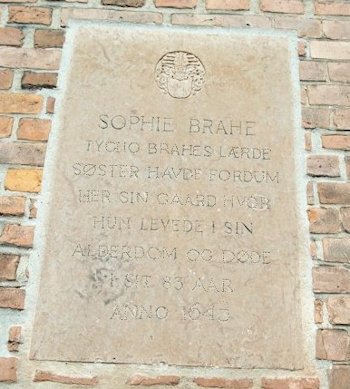 SOPHIE BRAHE
TYCHO BRAHES LÆRDE
SØSTER HAVDE FORDUM
HER SIN GAARD HVOR
HUN LEVEDE I SIN
ALDERDOM OG DØDE
I SIT 83 AAR
ANNO 1643